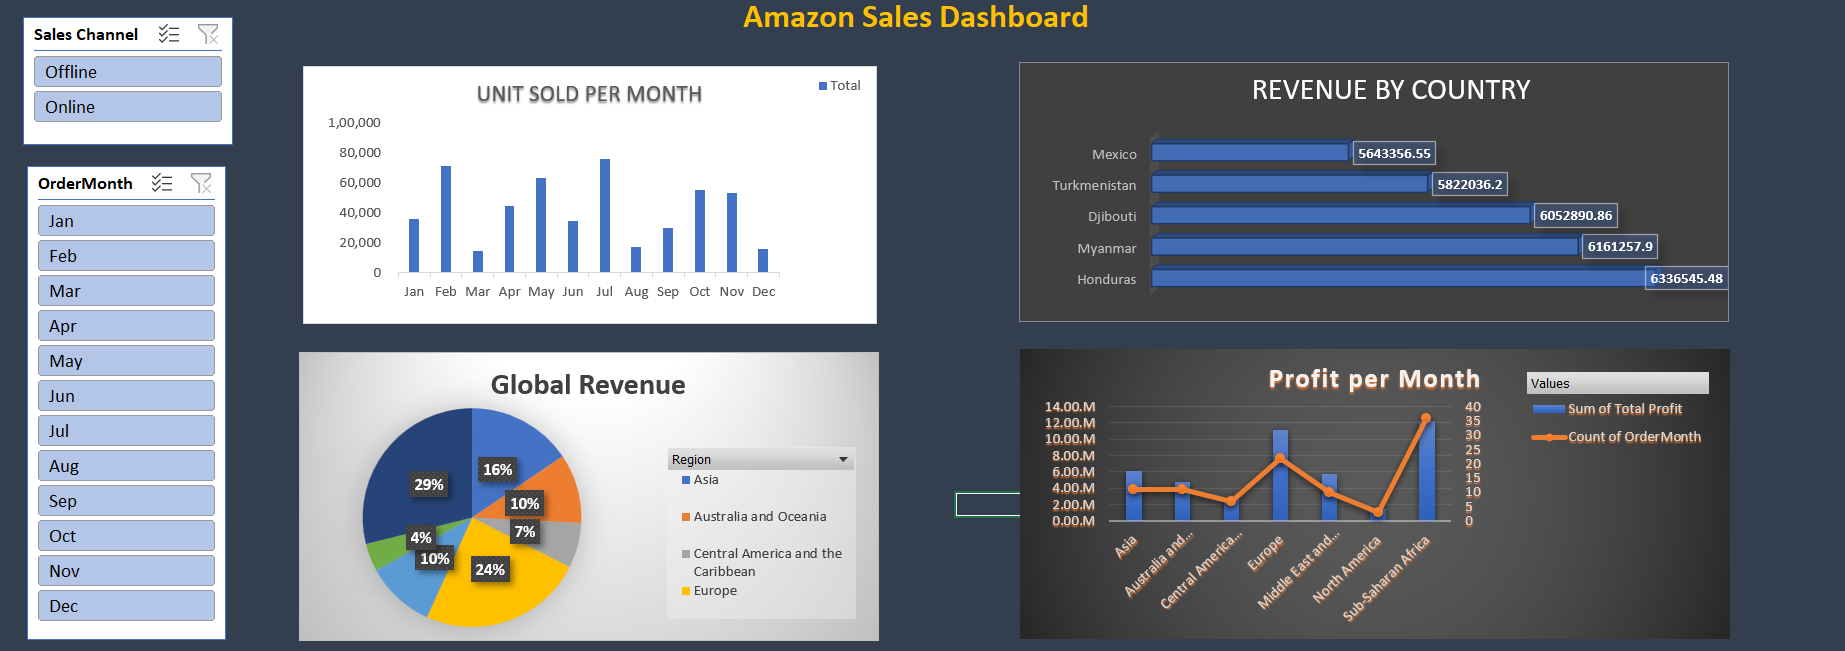 Amazon Sales Dashboard
Sales Channel
Offline
Online
OrderMonth
Jan
Feb
Mar
Apr
May
Jun
Jul
Aug
Sep
Oct
Nov
Dec
UNIT SOLD PER MONTH
Total
1,00,000
80,000
60,000
40,000
20,000
0
Jan Feb Mar Apr May Jun Jul Aug Sep Oct Nov Dec
REVENUE BY COUNTRY
Mexico 5643356.55
Turkmenistan 5822036.2
Djibouti 6052890.86
Myanmar 6161257.9
Honduras 6336545.48
Global Revenue
16%
29%
10%
7%
4%
10%
24%
Region
Asia
Australia and Oceania
Central America and the
Caribbean
Europe
Profit per Month
Values
Sum of Total Profit
Count of OrderMonth
14.00.M
12.00.M
10.00.M
8.00.M
6.00.M
4.00.M
2.00.M
0.00.M
40
35
30
25
20
15
10
5
0
Asia
Australia and...
Central America...
Europe
Middle East and...
North America
Sub-Saharan Africa